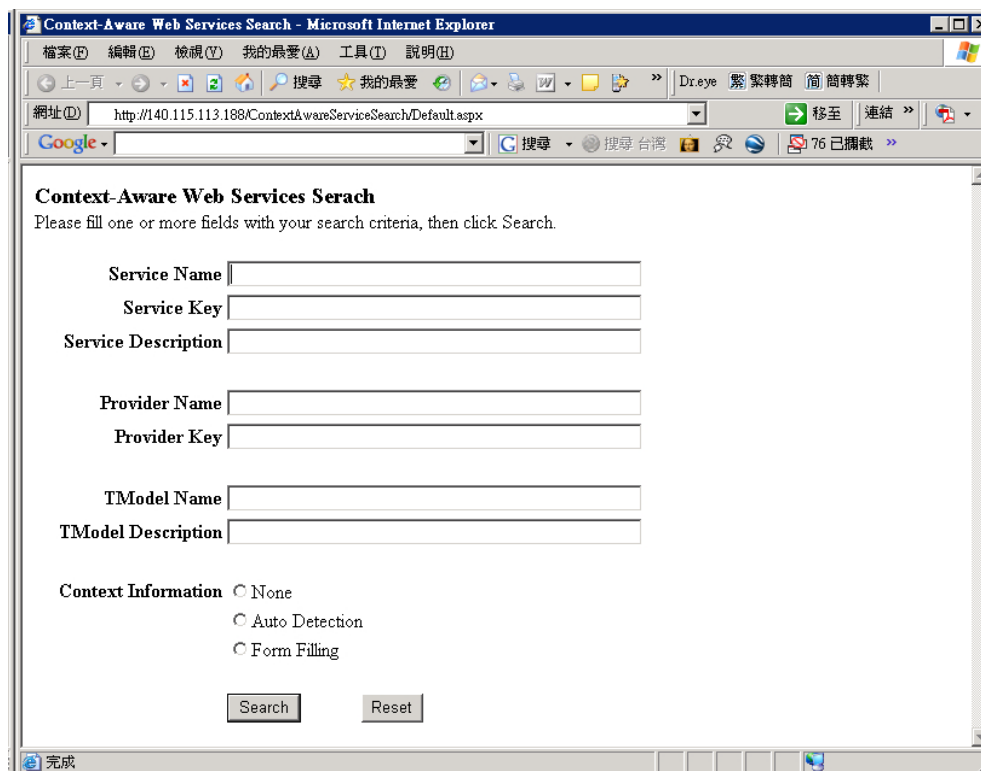 Context-Aware Web Services Search - Microsoft Internet Explorer
檔案(F) 編輯(E) 檢視(V) 我的最愛(A) 工具(T) 說明(H)
上一頁 搜尋 我的最愛 » Dr.eye 繁 繁轉簡 簡 簡轉繁
網址(D) http://140.115.113.188/ContextAwareServiceSearch/Default.aspx 移至 連結 »
Google G 搜尋 搜尋 台灣 76 已攔截 »
Context-Aware Web Services Serach
Please fill one or more fields with your search criteria, then click Search.
Service Name
Service Key
Service Description
Provider Name
Provider Key
TModel Name
TModel Description
Context Information None
Auto Detection
Form Filling
Search Reset
完成